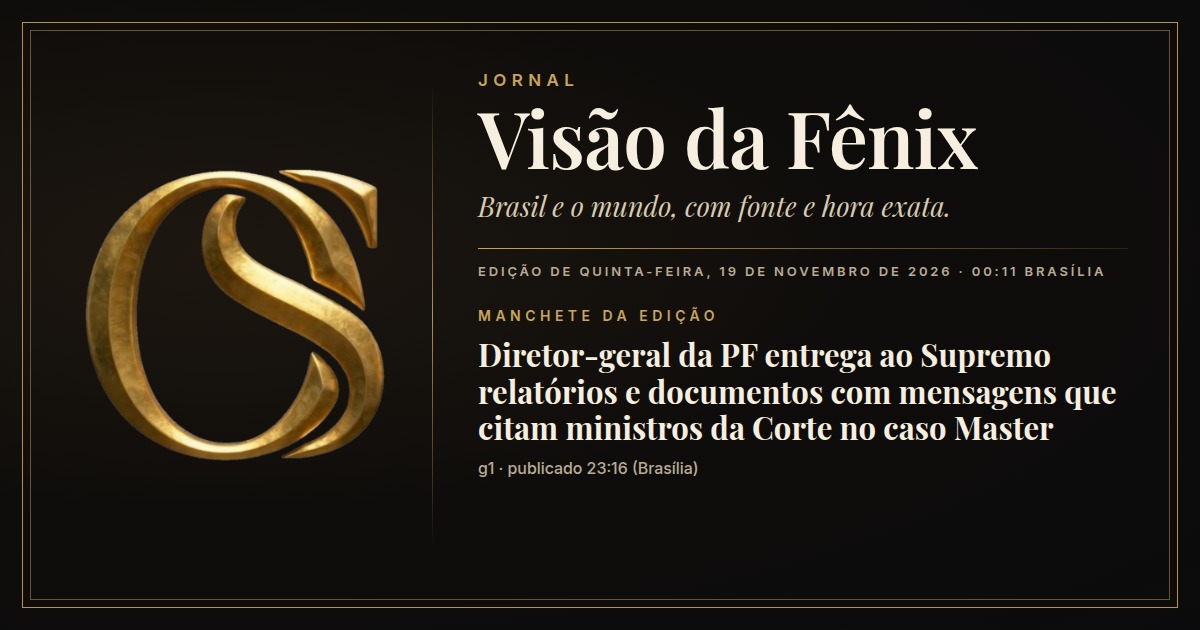 JORNAL
Visão da Fênix
Brasil e o mundo, com fonte e hora exata.
EDIÇÃO DE QUINTA-FEIRA, 19 DE NOVEMBRO DE 2026 · 00:11 BRASÍLIA
MANCHETE DA EDIÇÃO
Diretor-geral da PF entrega ao Supremo
relatórios e documentos com mensagens que
citam ministros da Corte no caso Master
g1 · publicado 23:16 (Brasília)